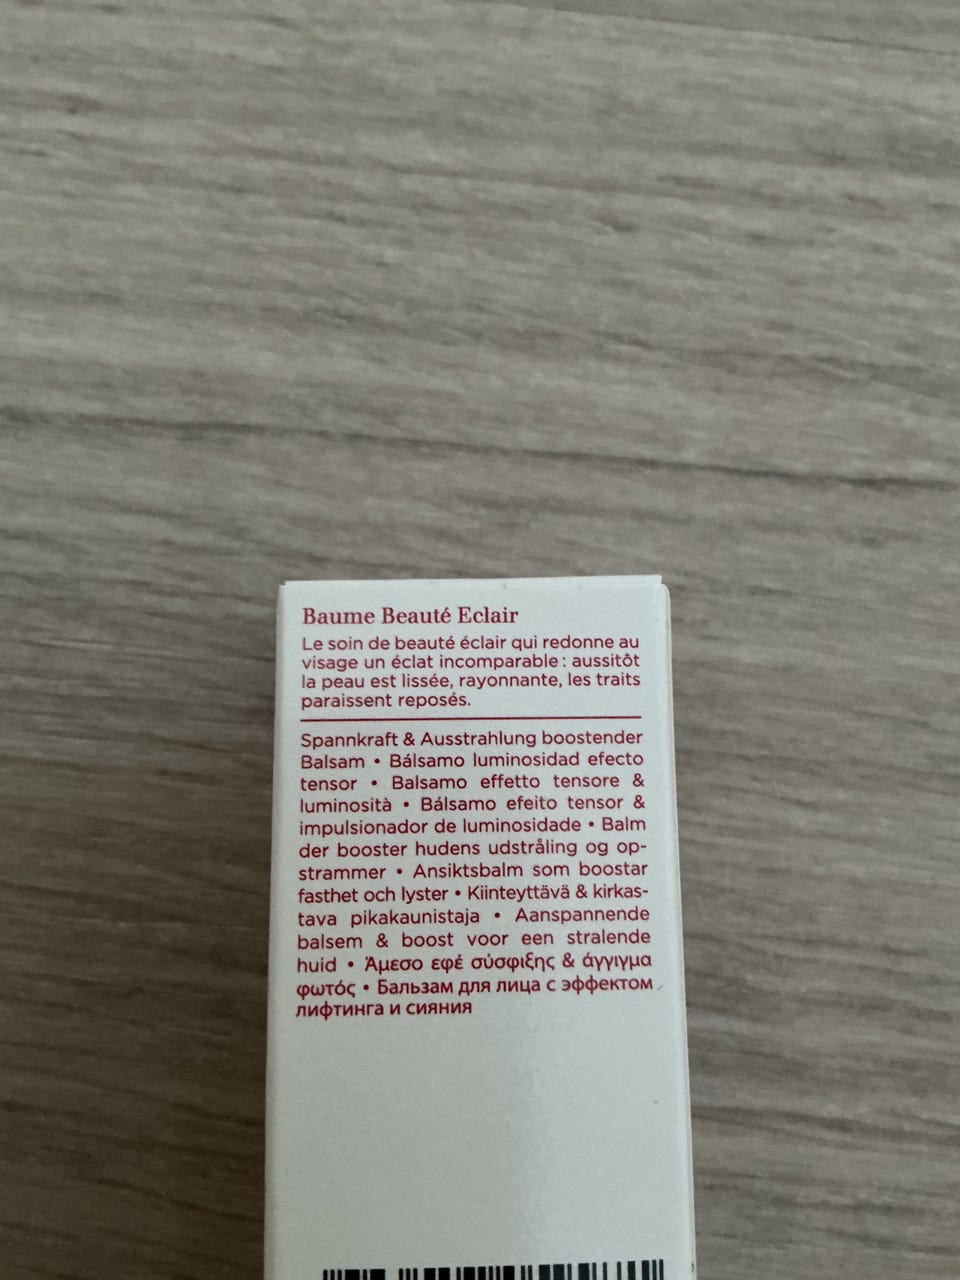 Baume Beauté Eclair
Le soin de beauté éclair qui redonne au
visage un éclat incomparable : aussitôt
la peau est lissée, rayonnante, les traits
paraissent reposés.
Spannkraft & Ausstrahlung boostender
Balsam • Bálsamo luminosidad efecto
tensor • Balsamo effetto tensore &
luminosità • Bálsamo efeito tensor &
impulsionador de luminosidade • Balm
der booster hudens udstråling og op-
strammer • Ansiktsbalm som boostar
fasthet och lyster • Kiinteyttävä & kirkas-
tava pikakaunistaja • Aanspannende
balsem & boost voor een stralende
huid • Άμεσο εφέ σύσφιξης & άγγιγμα
φωτός • Бальзам для лица с эффектом
лифтинга и сияния